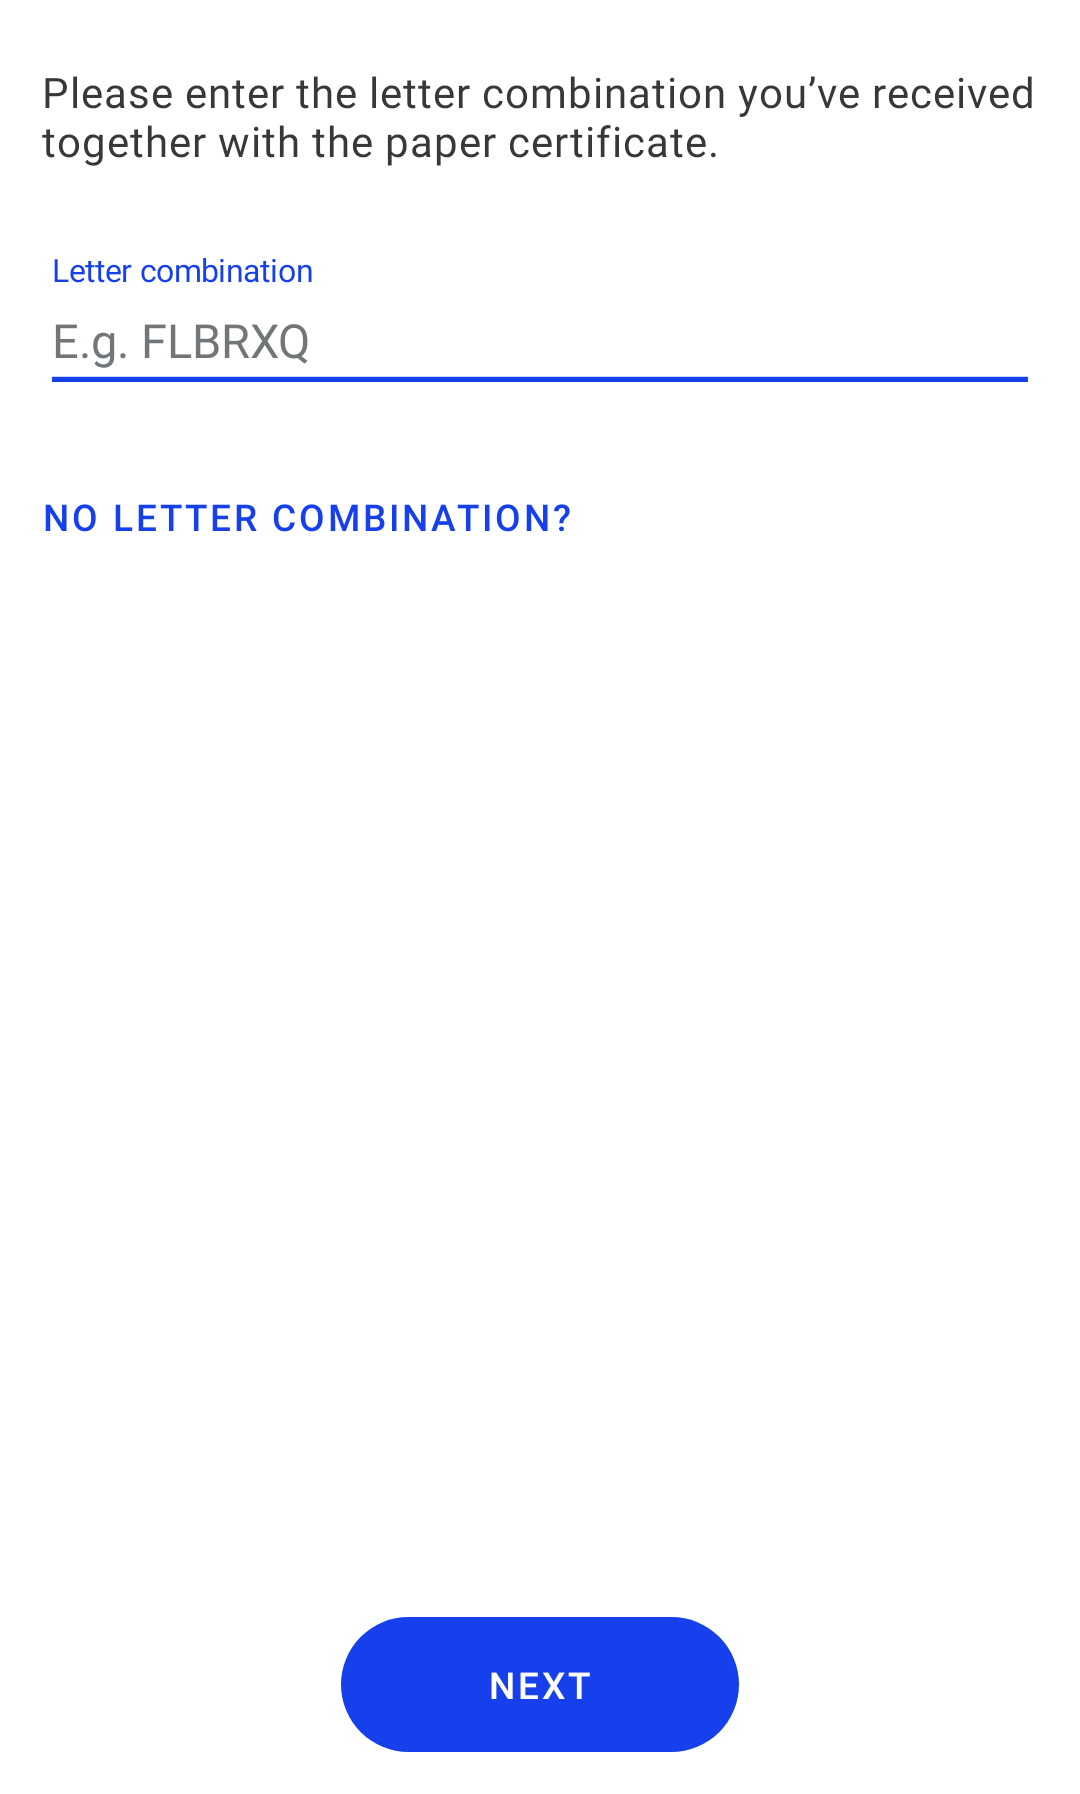 Please enter the letter combination you’ve received
together with the paper certificate.
Letter combination
E.g. FLBRXQ
NO LETTER COMBINATION?
NEXT